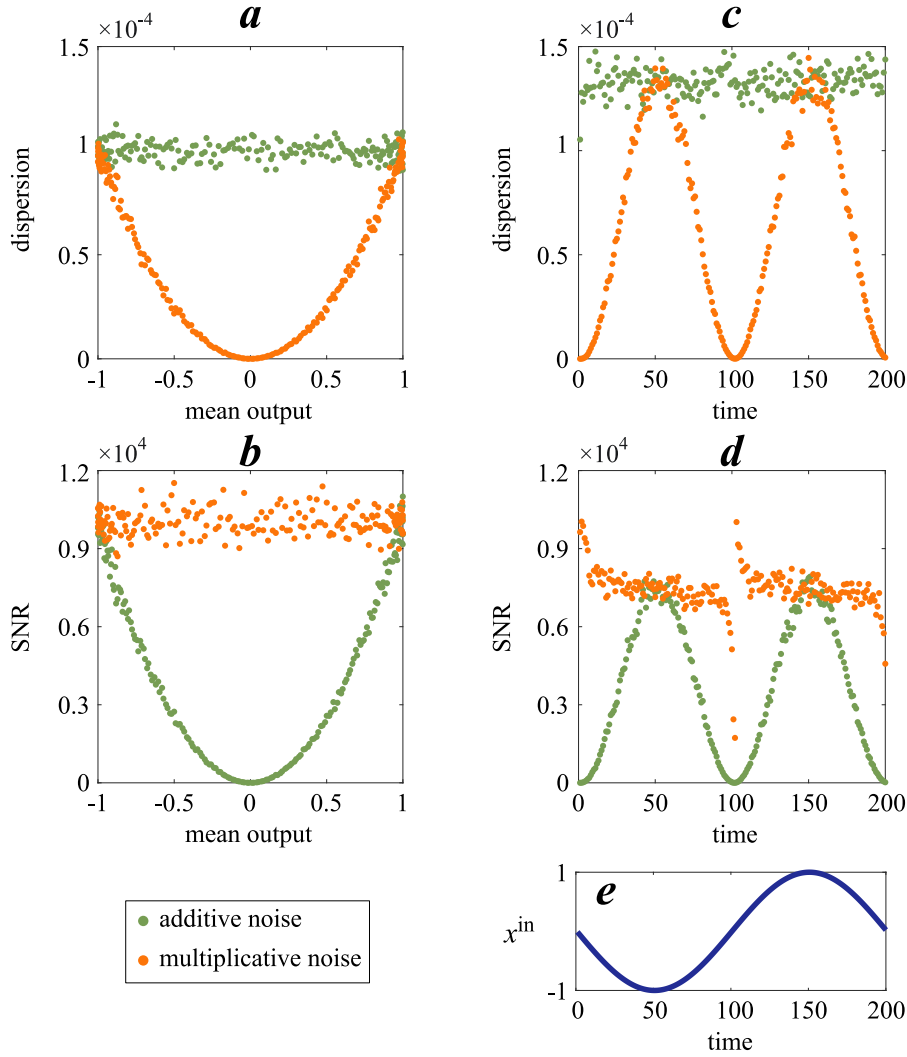 a
×10⁻⁴
1.5
1
0.5
0
dispersion
-1 -0.5 0 0.5 1
mean output
c
×10⁻⁴
1.5
1
0.5
0
dispersion
0 50 100 150 200
time
b
×10⁴
1.2
0.9
0.6
0.3
0
SNR
-1 -0.5 0 0.5 1
mean output
d
×10⁴
1.2
0.9
0.6
0.3
0
SNR
0 50 100 150 200
time
additive noise
multiplicative noise
e
1
xⁱⁿ
-1
0 50 100 150 200
time